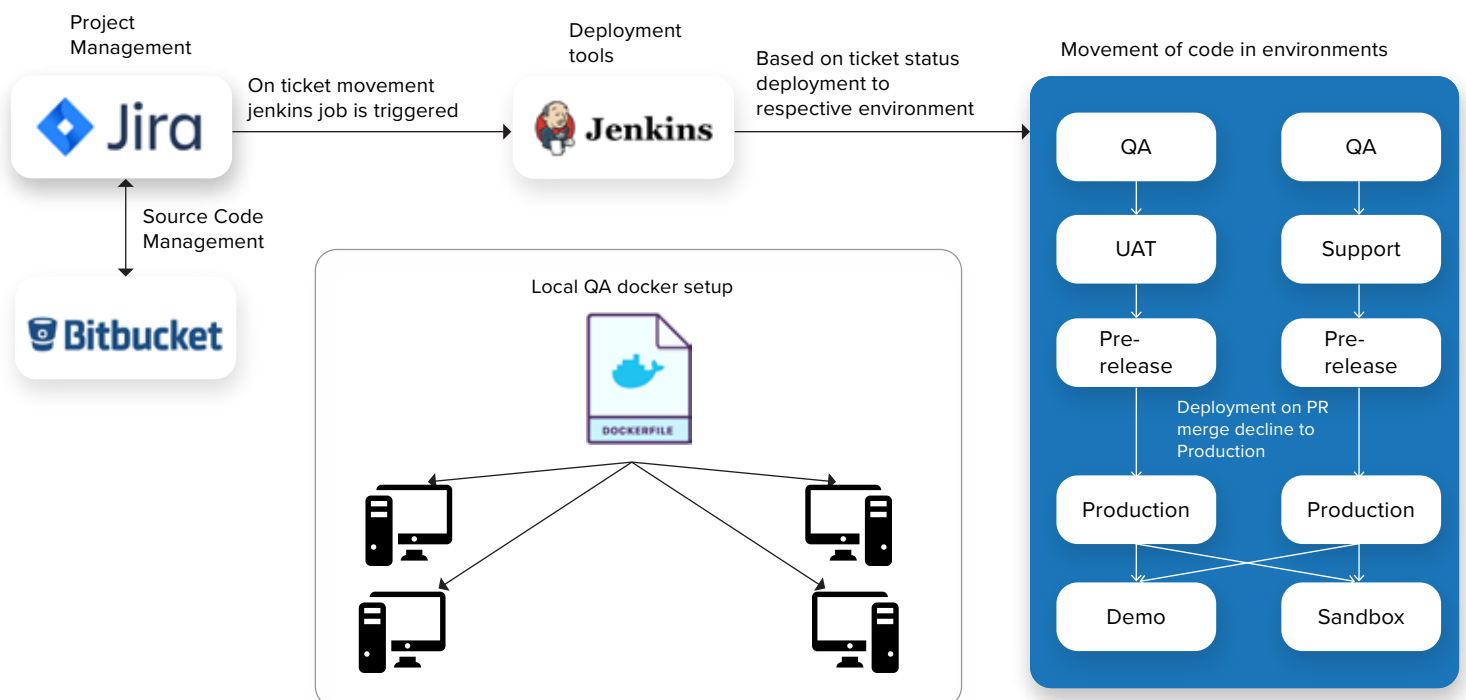 Project
Management
Jira
On ticket movement
jenkins job is triggered
Deployment
tools
Jenkins
Based on ticket status
deployment to
respective environment
Source Code
Management
Bitbucket
Local QA docker setup
DOCKERFILE
Movement of code in environments
QA
QA
UAT
Support
Pre-
release
Pre-
release
Deployment on PR
merge decline to
Production
Production
Production
Demo
Sandbox